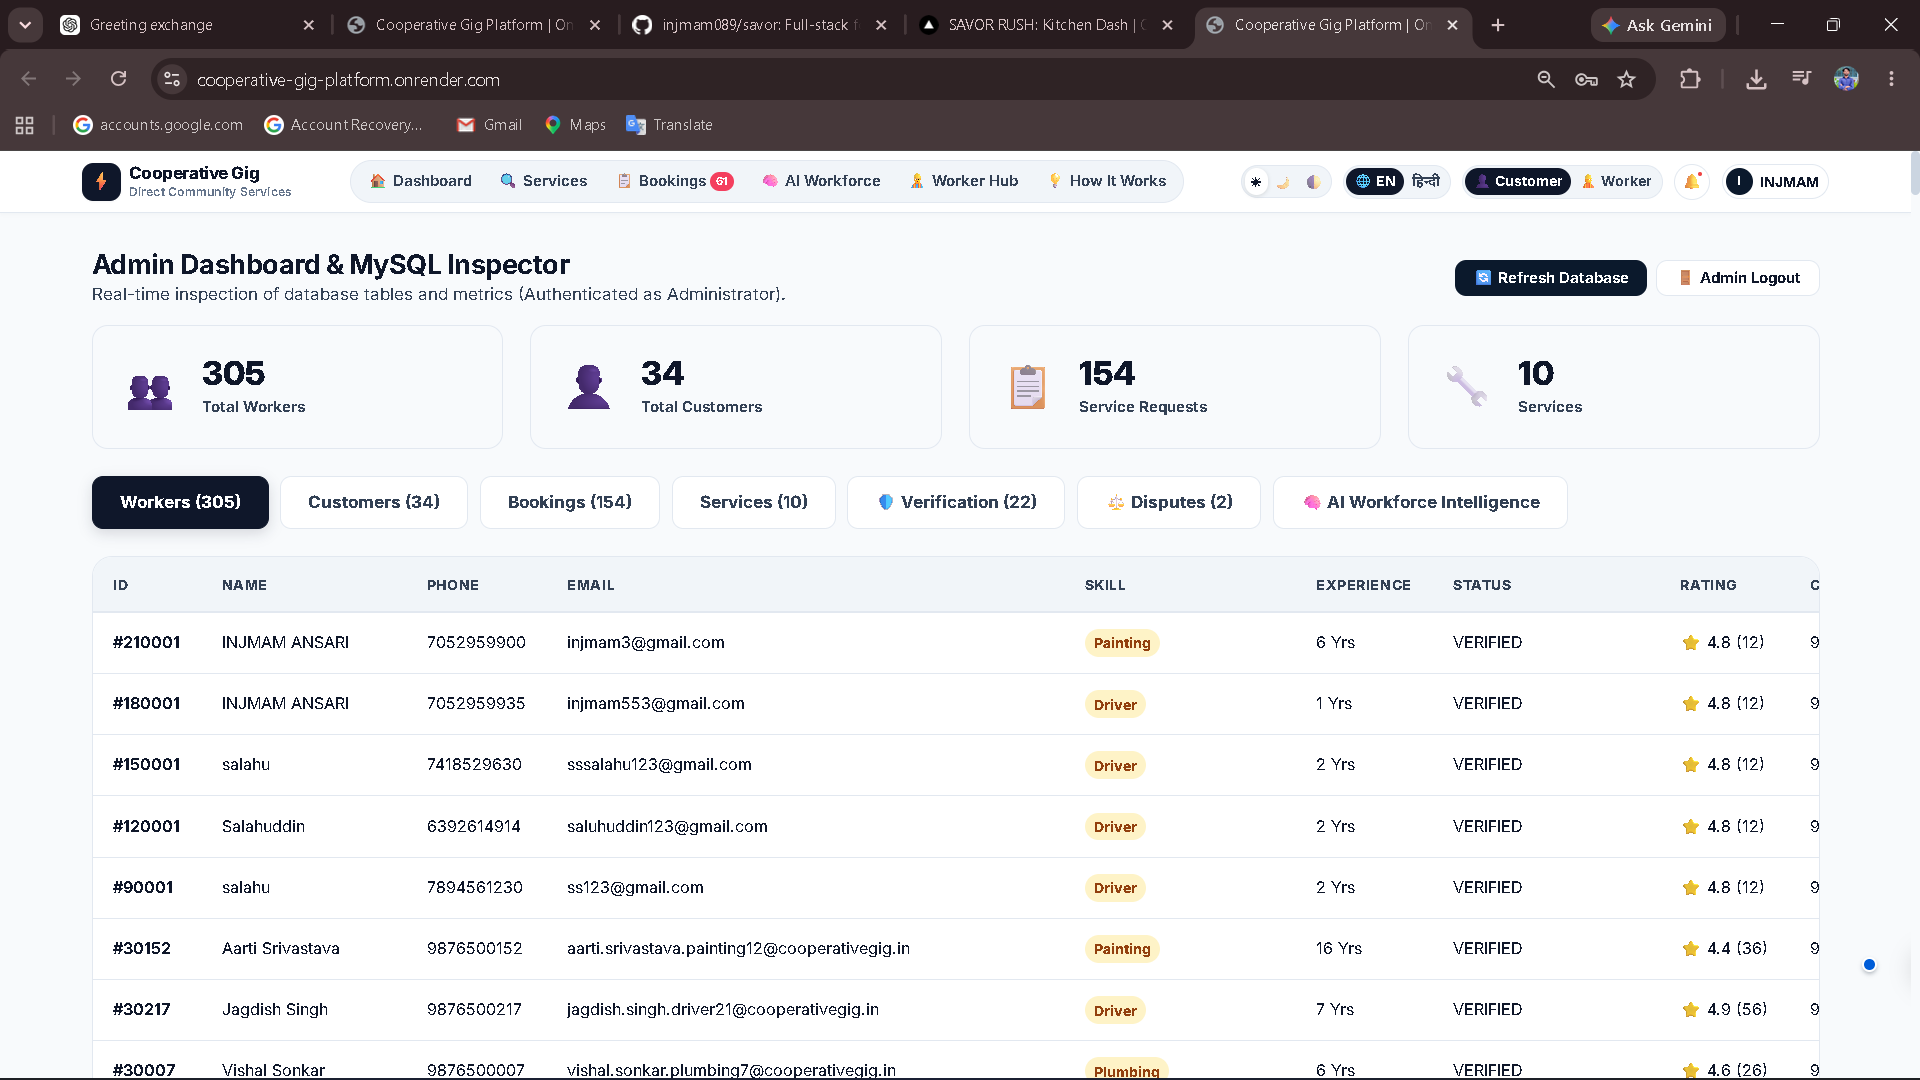 Greeting exchange
Cooperative Gig Platform | On
injmam089/savor: Full-stack f
SAVOR RUSH: Kitchen Dash |
Cooperative Gig Platform | On
Ask Gemini
cooperative-gig-platform.onrender.com
accounts.google.com
Account Recovery...
Gmail
Maps
Translate
Cooperative Gig
Direct Community Services
Dashboard
Services
Bookings 61
AI Workforce
Worker Hub
How It Works
EN
हिन्दी
Customer
Worker
I INJMAM
Admin Dashboard & MySQL Inspector
Real-time inspection of database tables and metrics (Authenticated as Administrator).
Refresh Database
Admin Logout
305
Total Workers
34
Total Customers
154
Service Requests
10
Services
Workers (305)
Customers (34)
Bookings (154)
Services (10)
Verification (22)
Disputes (2)
AI Workforce Intelligence
ID NAME PHONE EMAIL SKILL EXPERIENCE STATUS RATING C
#210001 INJMAM ANSARI 7052959900 injmam3@gmail.com Painting 6 Yrs VERIFIED 4.8 (12) 9
#180001 INJMAM ANSARI 7052959935 injmam553@gmail.com Driver 1 Yrs VERIFIED 4.8 (12) 9
#150001 salahu 7418529630 sssalahu123@gmail.com Driver 2 Yrs VERIFIED 4.8 (12) 9
#120001 Salahuddin 6392614914 saluhuddin123@gmail.com Driver 2 Yrs VERIFIED 4.8 (12) 9
#90001 salahu 7894561230 ss123@gmail.com Driver 2 Yrs VERIFIED 4.8 (12) 9
#30152 Aarti Srivastava 9876500152 aarti.srivastava.painting12@cooperativegig.in Painting 16 Yrs VERIFIED 4.4 (36) 9
#30217 Jagdish Singh 9876500217 jagdish.singh.driver21@cooperativegig.in Driver 7 Yrs VERIFIED 4.9 (56) 9
#30007 Vishal Sonkar 9876500007 vishal.sonkar.plumbing7@cooperativegig.in Plumbing 6 Yrs VERIFIED 4.6 (26) 9